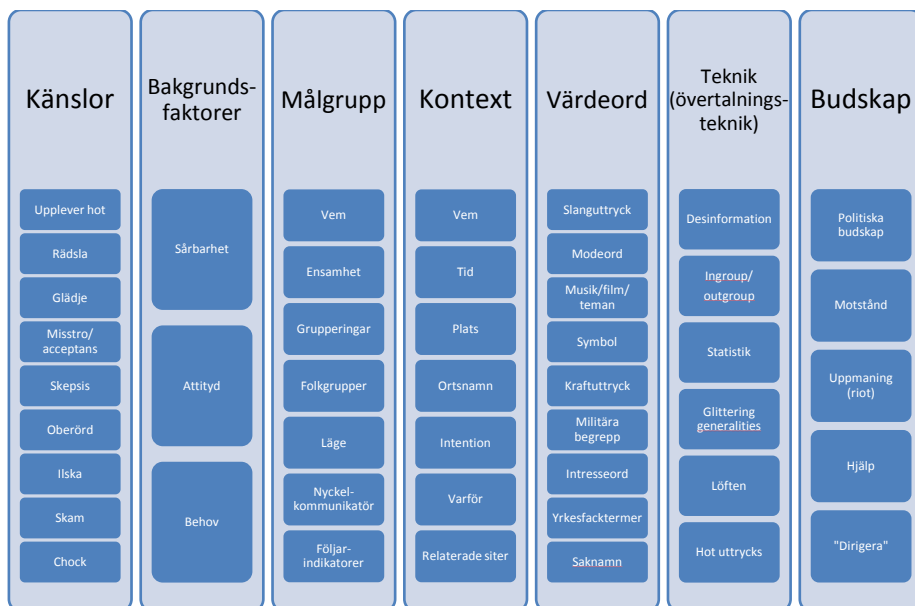 Känslor
Upplever hot
Rädsla
Glädje
Misstro/
acceptans
Skepsis
Oberörd
Ilska
Skam
Chock
Bakgrunds-
faktorer
Sårbarhet
Attityd
Behov
Målgrupp
Vem
Ensamhet
Grupperingar
Folkgrupper
Läge
Nyckel-
kommunikatör
Följar-
indikatorer
Kontext
Vem
Tid
Plats
Ortsnamn
Intention
Varför
Relaterade siter
Värdeord
Slanguttryck
Modeord
Musik/film/
teman
Symbol
Kraftuttryck
Militära
begrepp
Intresseord
Yrkesfacktermer
Saknamn
Teknik
(övertalnings-
teknik)
Desinformation
Ingroup/
outgroup
Statistik
Glittering
generalities
Löften
Hot uttrycks
Budskap
Politiska
budskap
Motstånd
Uppmaning
(riot)
Hjälp
"Dirigera"